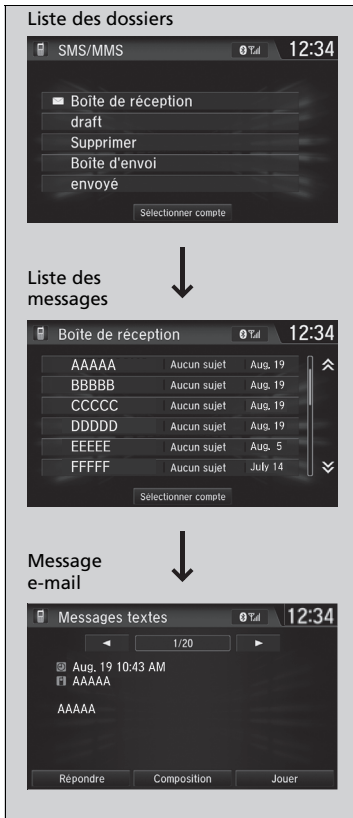 Liste des dossiers
SMS/MMS 12:34
Boîte de réception
draft
Supprimer
Boîte d'envoi
envoyé
Sélectionner compte
Liste des
messages
Boîte de réception 12:34
AAAAA Aucun sujet Aug. 19
BBBBB Aucun sujet Aug. 19
CCCCC Aucun sujet Aug. 19
DDDDD Aucun sujet Aug. 19
EEEEE Aucun sujet Aug. 5
FFFFF Aucun sujet July 14
Sélectionner compte
Message
e-mail
Messages textes 12:34
1/20
Aug. 19 10:43 AM
AAAAA
AAAAA
Répondre Composition Jouer